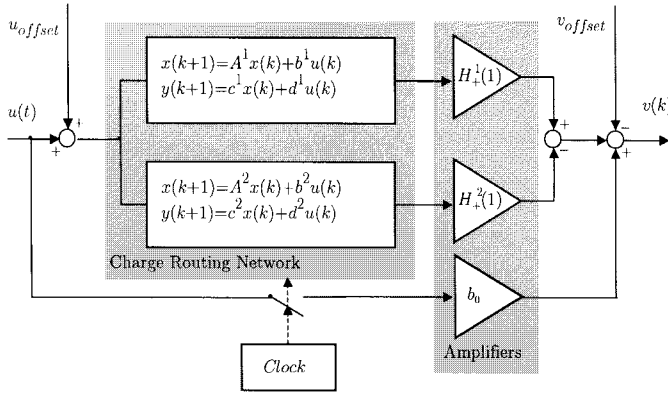 u_offset
v_offset
x(k+1)=A^1x(k)+b^1u(k)
y(k+1)=c^1x(k)+d^1u(k)
H_+^1(1)
u(t)
v(k)
+
+
+
−
−
+
x(k+1)=A^2x(k)+b^2u(k)
y(k+1)=c^2x(k)+d^2u(k)
H_+^2(1)
Charge Routing Network
b_0
Amplifiers
Clock